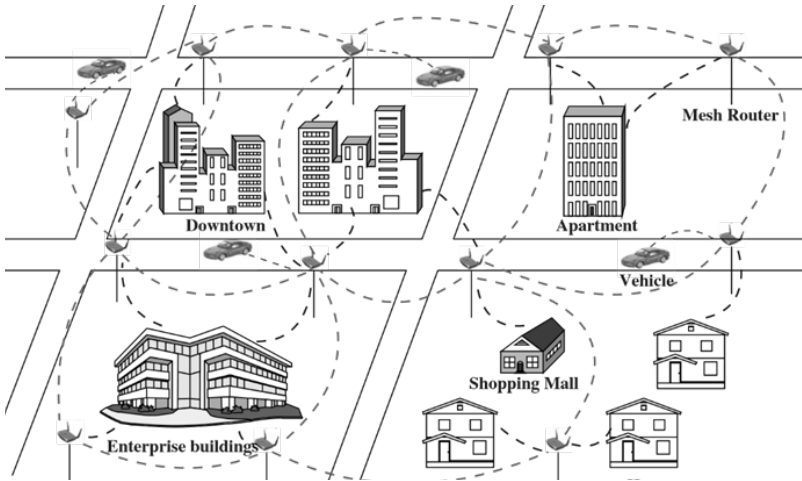 Mesh Router
Downtown
Apartment
Vehicle
Shopping Mall
Enterprise buildings